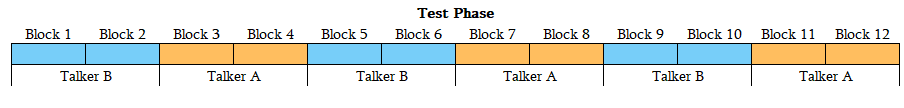 Test Phase
Block 1 Block 2 Block 3 Block 4 Block 5 Block 6 Block 7 Block 8 Block 9 Block 10 Block 11 Block 12
Talker B Talker A Talker B Talker A Talker B Talker A